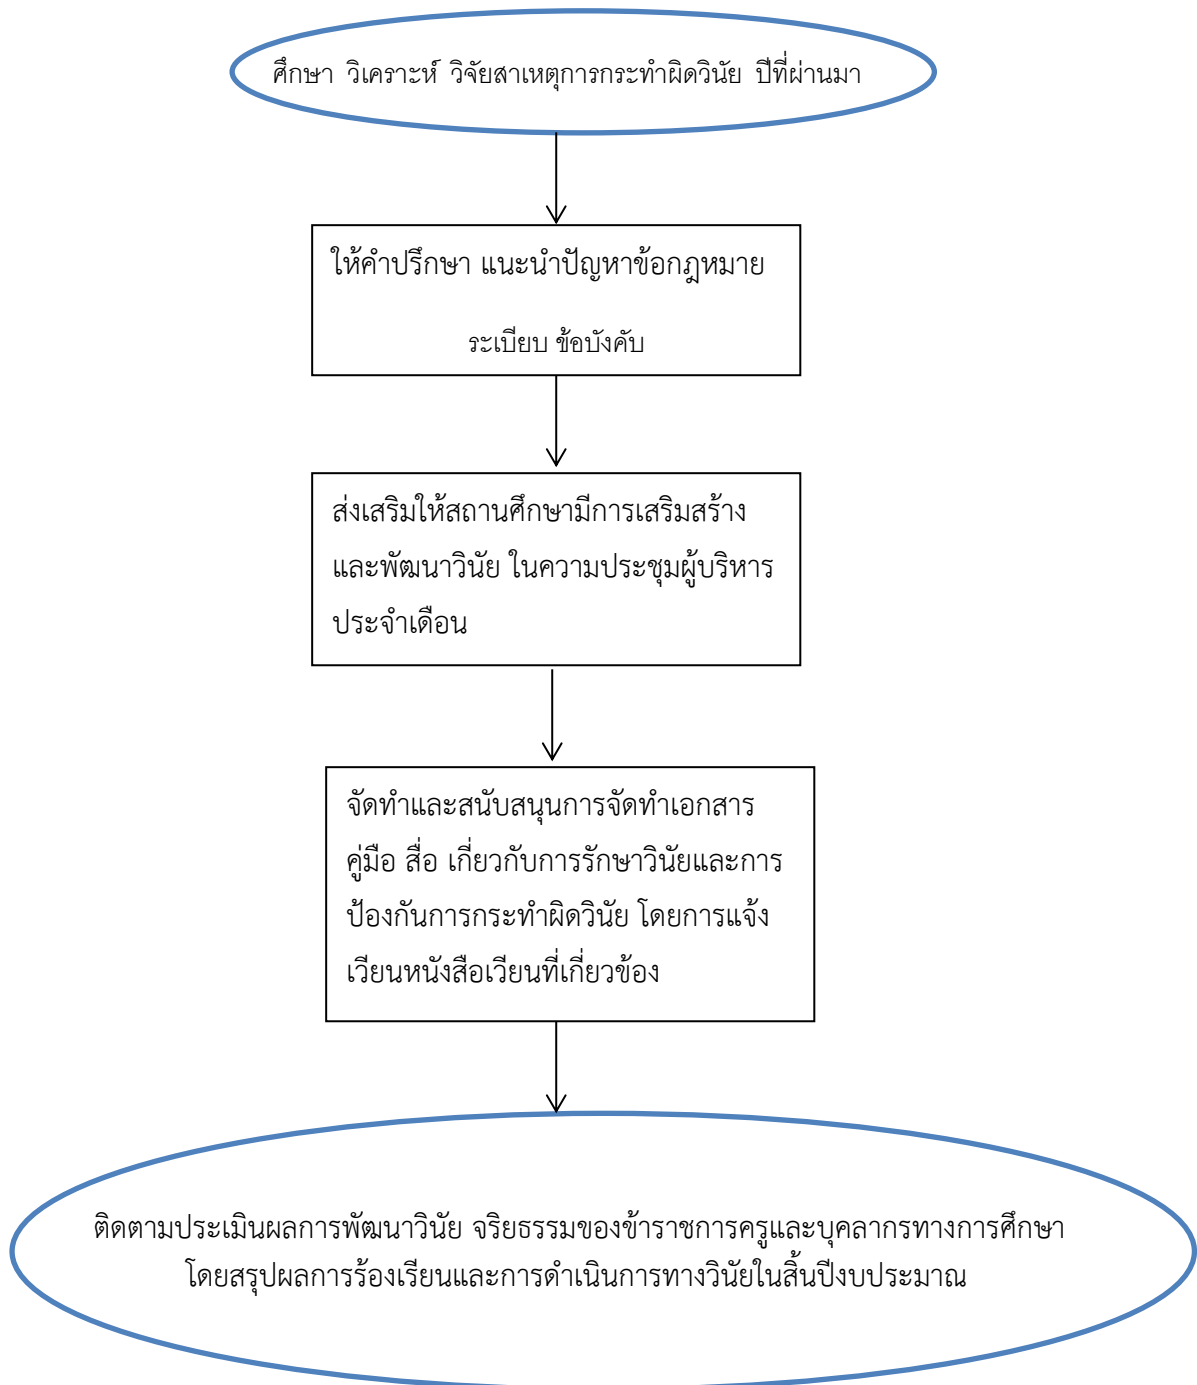 ศึกษา วิเคราะห์ วิจัยสาเหตุการกระทำผิดวินัย ปีที่ผ่านมา
ให้คำปรึกษา แนะนำปัญหาข้อกฎหมาย
ระเบียบ ข้อบังคับ
ส่งเสริมให้สถานศึกษามีการเสริมสร้าง
และพัฒนาวินัย ในความประชุมผู้บริหาร
ประจำเดือน
จัดทำและสนับสนุนการจัดทำเอกสาร
คู่มือ สื่อ เกี่ยวกับการรักษาวินัยและการ
ป้องกันการกระทำผิดวินัย โดยการแจ้ง
เวียนหนังสือเวียนที่เกี่ยวข้อง
ติดตามประเมินผลการพัฒนาวินัย จริยธรรมของข้าราชการครูและบุคลากรทางการศึกษา
โดยสรุปผลการร้องเรียนและการดำเนินการทางวินัยในสิ้นปีงบประมาณ